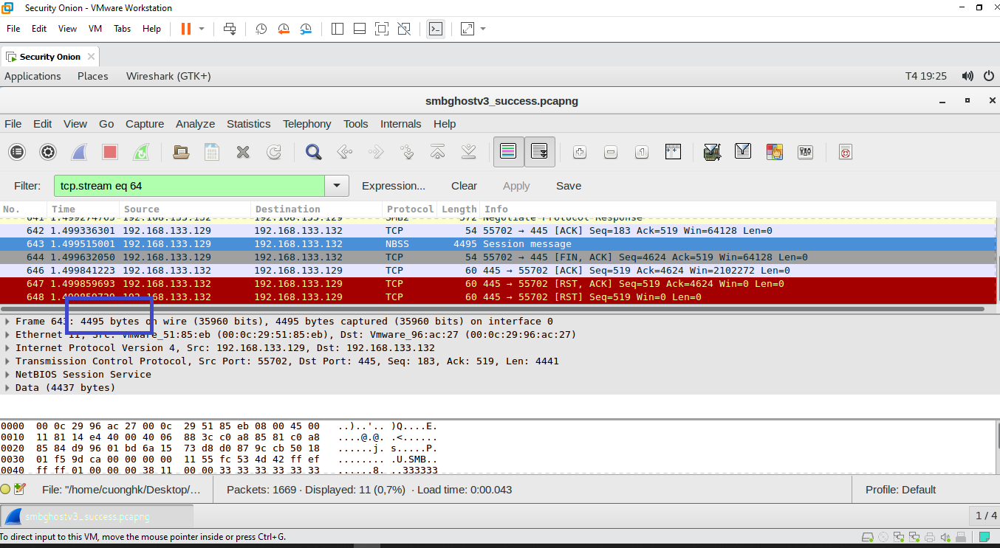 Security Onion - VMware Workstation
File Edit View VM Tabs Help
Security Onion
Applications Places Wireshark (GTK+) T4 19:25
smbghostv3_success.pcapng
File Edit View Go Capture Analyze Statistics Telephony Tools Internals Help
Filter: tcp.stream eq 64 Expression... Clear Apply Save
No. Time Source Destination Protocol Length Info
641 1.499274705 192.168.133.132 192.168.133.129 SMB2 572 Negotiate Protocol Response
642 1.499336301 192.168.133.129 192.168.133.132 TCP 54 55702 → 445 [ACK] Seq=183 Ack=519 Win=64128 Len=0
643 1.499515001 192.168.133.129 192.168.133.132 NBSS 4495 Session message
644 1.499632050 192.168.133.129 192.168.133.132 TCP 54 55702 → 445 [FIN, ACK] Seq=4624 Ack=519 Win=64128 Len=0
646 1.499841223 192.168.133.132 192.168.133.129 TCP 60 445 → 55702 [ACK] Seq=519 Ack=4624 Win=2102272 Len=0
647 1.499859693 192.168.133.132 192.168.133.129 TCP 60 445 → 55702 [RST, ACK] Seq=519 Ack=4624 Win=0 Len=0
648 192.168.133.132 192.168.133.129 TCP 60 445 → 55702 [RST] Seq=519 Win=0 Len=0
Frame 643: 4495 bytes on wire (35960 bits), 4495 bytes captured (35960 bits) on interface 0
Ethernet II, Src: Vmware_51:85:eb (00:0c:29:51:85:eb), Dst: Vmware_96:ac:27 (00:0c:29:96:ac:27)
Internet Protocol Version 4, Src: 192.168.133.129, Dst: 192.168.133.132
Transmission Control Protocol, Src Port: 55702, Dst Port: 445, Seq: 183, Ack: 519, Len: 4441
NetBIOS Session Service
Data (4437 bytes)
0000 00 0c 29 96 ac 27 00 0c 29 51 85 eb 08 00 45 00 ..)..'.. )Q....E.
0010 11 81 14 e4 40 00 40 06 88 3c c0 a8 85 81 c0 a8 ....@.@. .<......
0020 85 84 d9 96 01 bd 6a 15 73 d8 d0 87 9c cb 50 18 ......j. s.....P.
0030 01 f5 9d ca 00 00 00 00 11 55 fc 53 4d 42 ff ef ........ .U.SMB..
0040 ff ff 01 00 00 00 38 11 00 00 33 33 33 33 33 33 ......8. ..333333
File: "/home/cuonghk/Desktop/... Packets: 1669 · Displayed: 11 (0,7%) · Load time: 0:00.043 Profile: Default
smbghostv3_success.pcapng 1 / 4
To direct input to this VM, move the mouse pointer inside or press Ctrl+G.